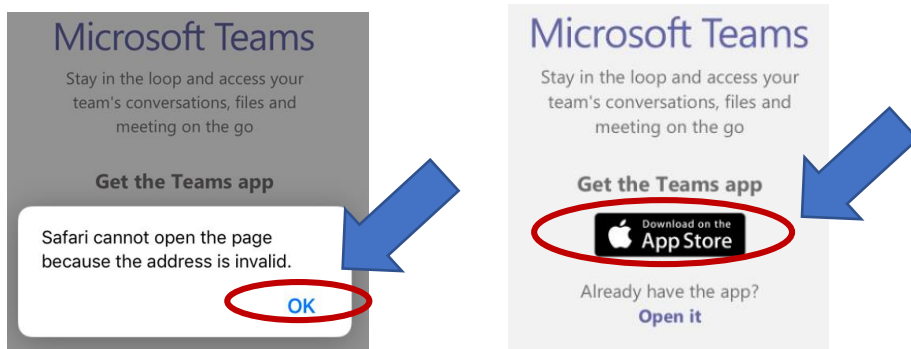 Microsoft Teams
Stay in the loop and access your
team's conversations, files and
meeting on the go
Get the Teams app
Safari cannot open the page
because the address is invalid.
OK
Microsoft Teams
Stay in the loop and access your
team's conversations, files and
meeting on the go
Get the Teams app
Download on the
App Store
Already have the app?
Open it